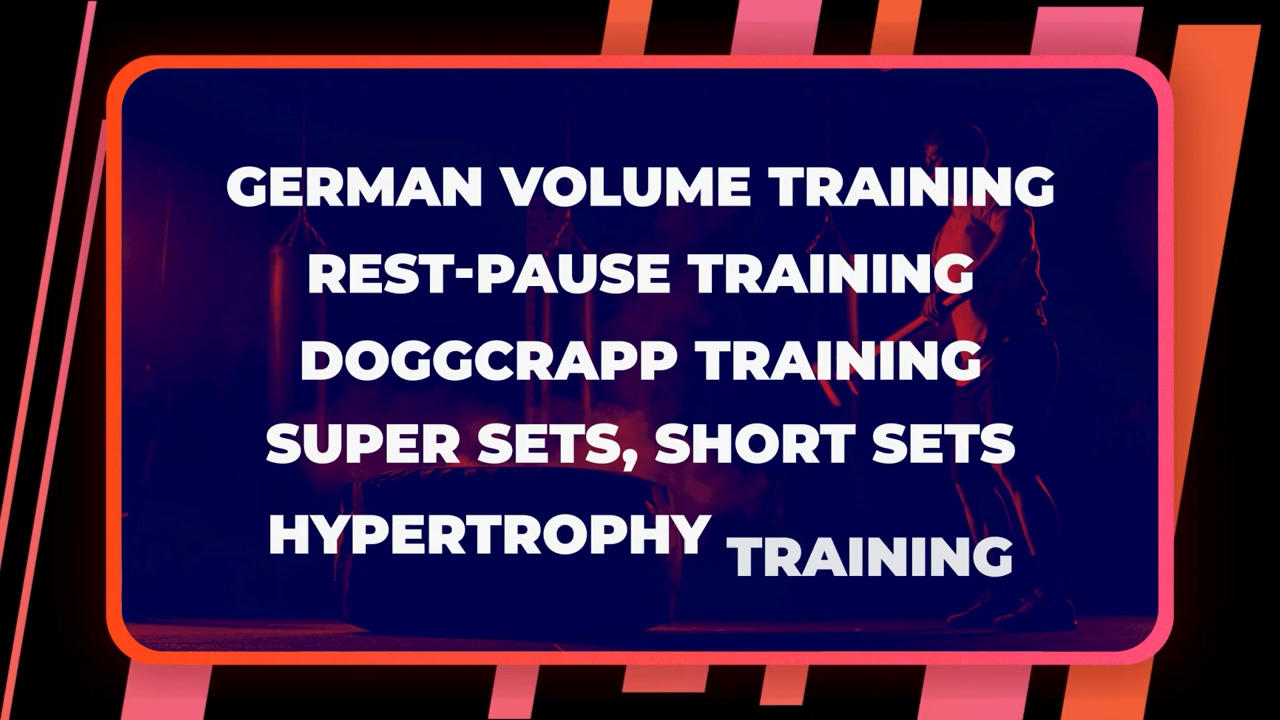 GERMAN VOLUME TRAINING
REST-PAUSE TRAINING
DOGGCRAPP TRAINING
SUPER SETS, SHORT SETS
HYPERTROPHY TRAINING